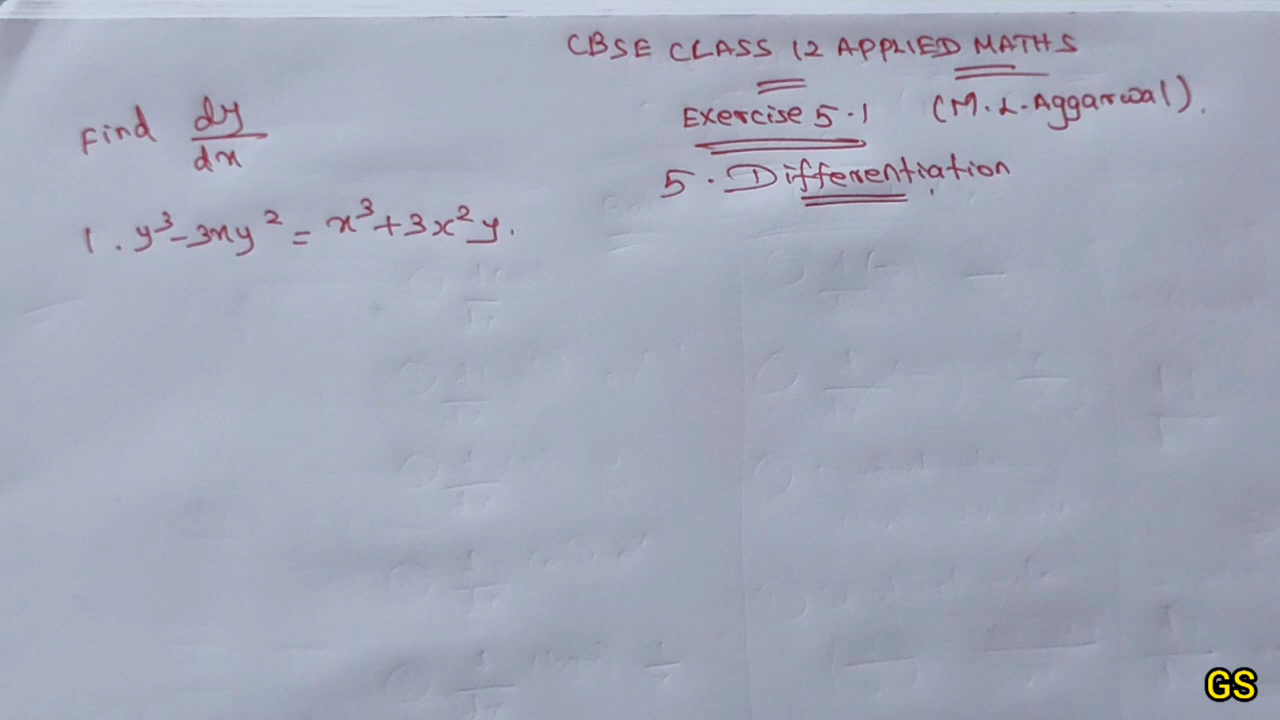 CBSE CLASS 12 APPLIED MATHS
Exercise 5.1 (M.L.Aggarwal).
5. Differentiation
Find dy/dx
1. y³-3xy² = x³+3x²y.
GS